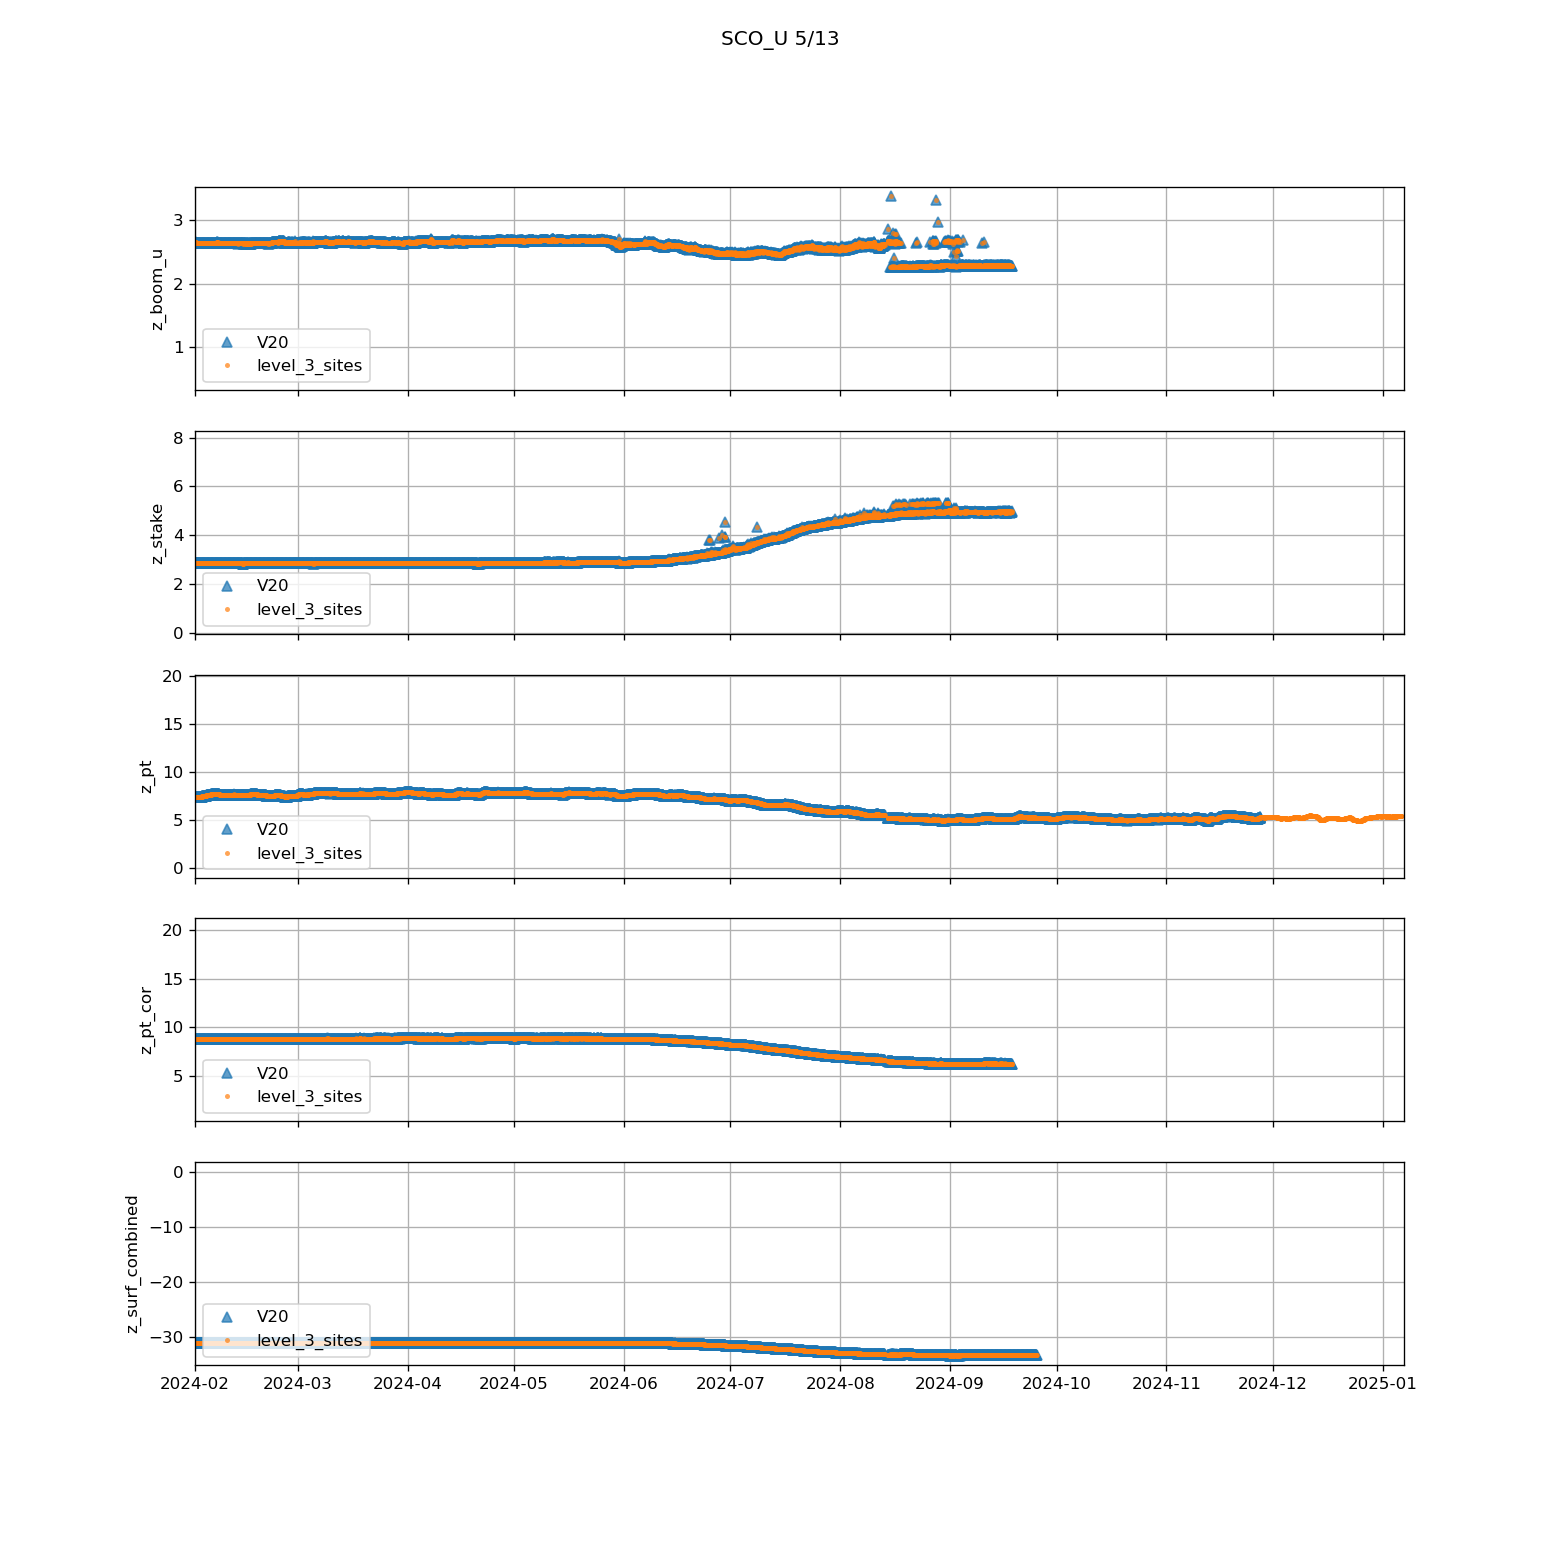 SCO_U 5/13
3
2
1
z_boom_u
V20
level_3_sites
8
6
4
2
0
z_stake
V20
level_3_sites
20
15
10
5
0
z_pt
V20
level_3_sites
20
15
10
5
z_pt_cor
V20
level_3_sites
0
−10
−20
−30
z_surf_combined
V20
level_3_sites
2024-02 2024-03 2024-04 2024-05 2024-06 2024-07 2024-08 2024-09 2024-10 2024-11 2024-12 2025-01